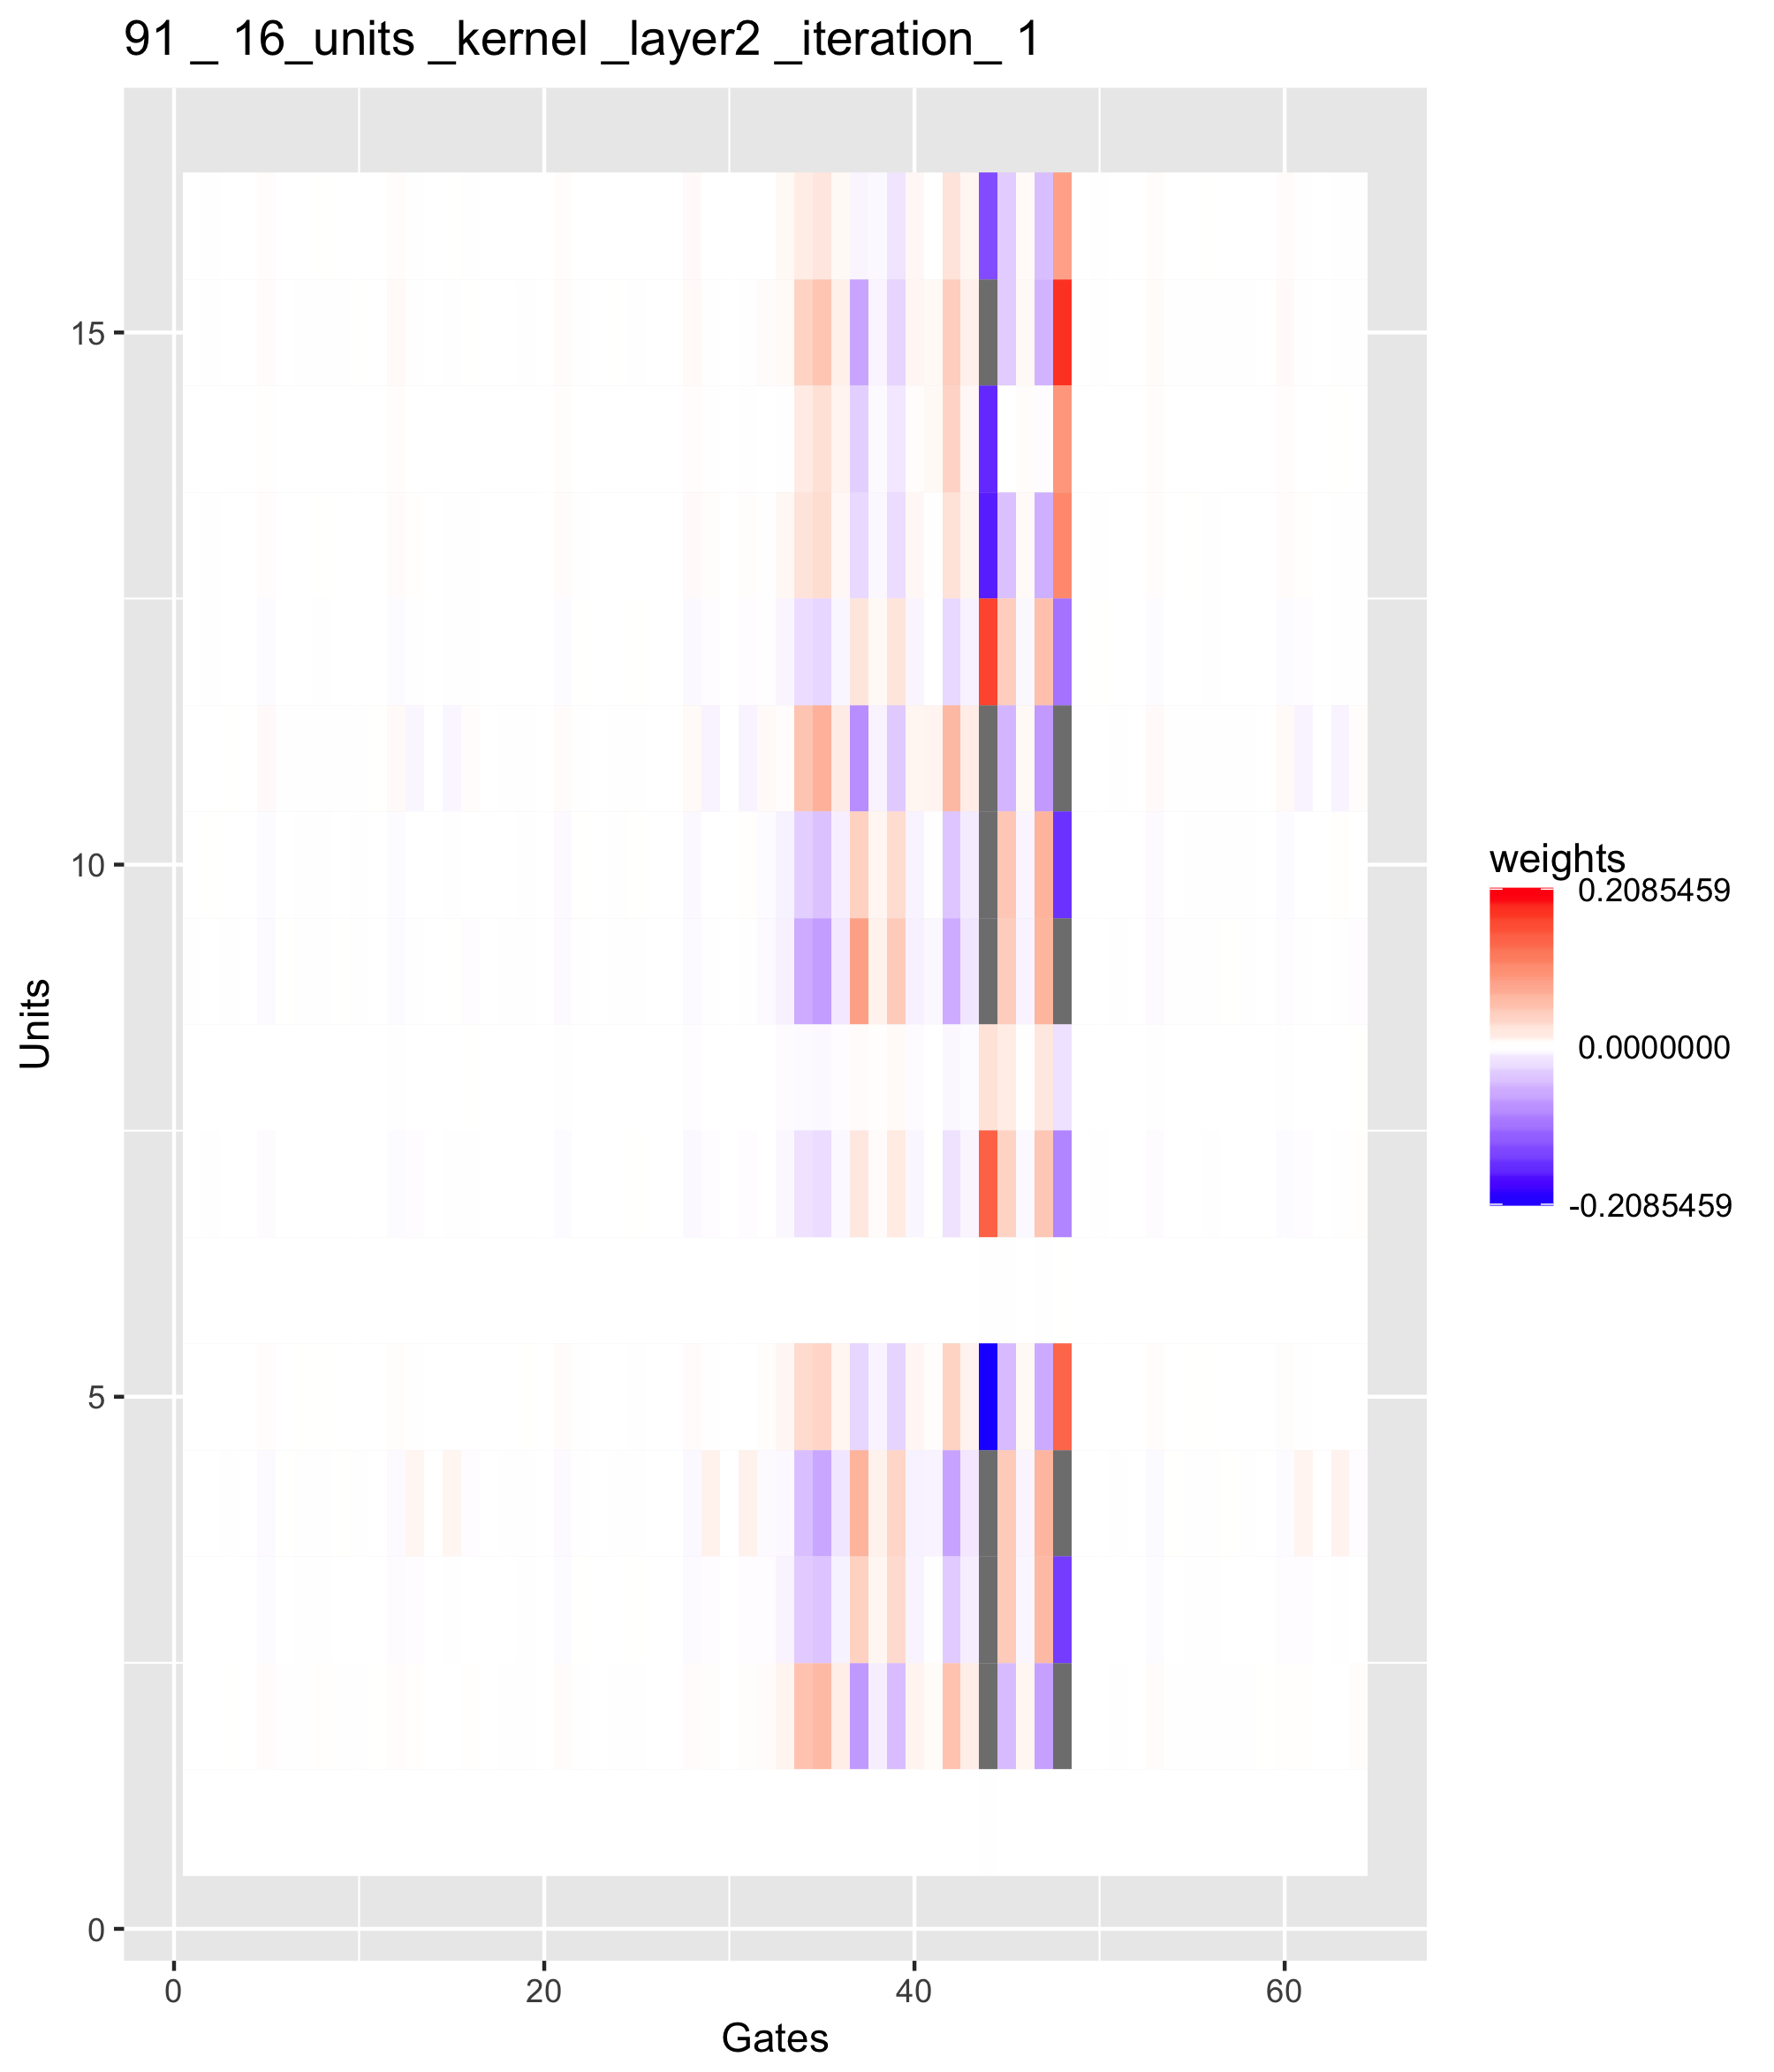 91 _ 16_units _kernel _layer2 _iteration_ 1
15
10
5
0
Units
0 20 40 60
Gates
weights
0.2085459
0.0000000
-0.2085459